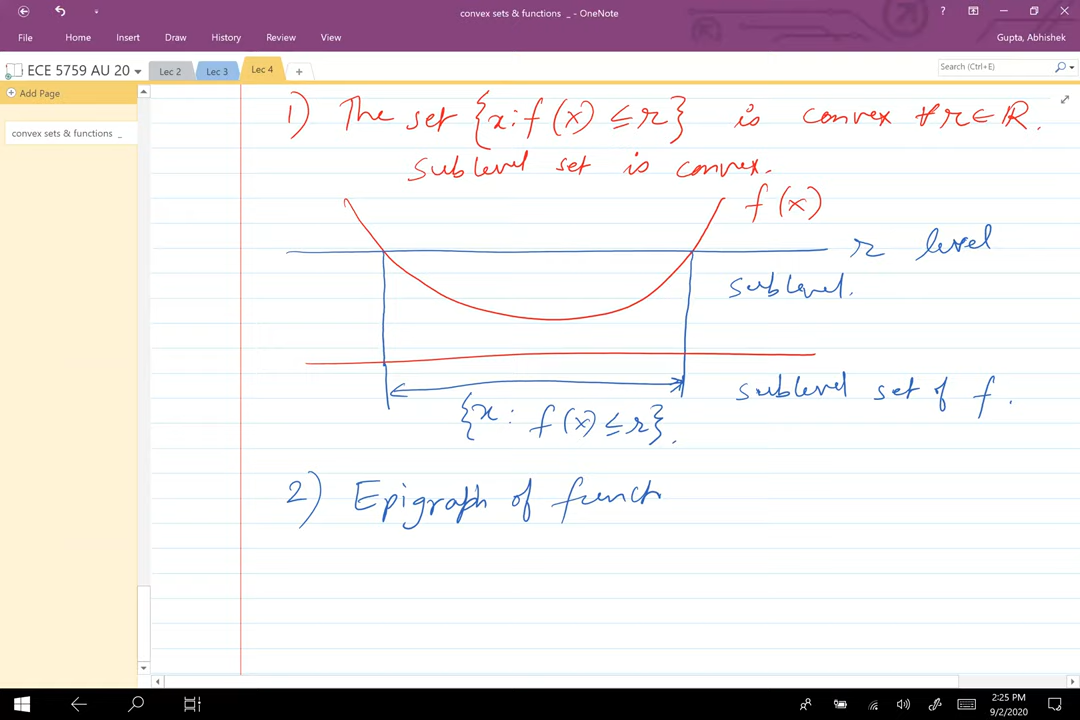 convex sets & functions _ - OneNote
File Home Insert Draw History Review View Gupta, Abhishek
ECE 5759 AU 20 Lec 2 Lec 3 Lec 4 + Search (Ctrl+E)
Add Page
convex sets & functions _
1) The set {x: f(x) ≤ r} is convex ∀ r ∈ ℝ.
sublevel set is convex.
f(x)
r level
sublevel.
sublevel set of f.
{x: f(x) ≤ r}.
2) Epigraph of funct
2:25 PM
9/2/2020